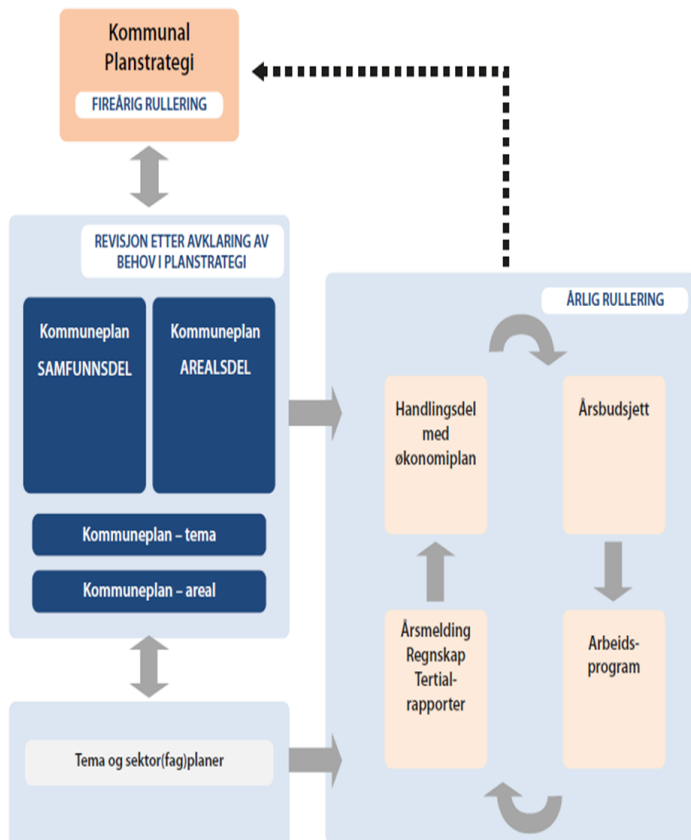 Kommunal
Planstrategi
FIREÅRIG RULLERING
REVISJON ETTER AVKLARING AV
BEHOV I PLANSTRATEGI
Kommuneplan
SAMFUNNSDEL
Kommuneplan
AREALSDEL
Kommuneplan – tema
Kommuneplan – areal
Tema og sektor(fag)planer
ÅRLIG RULLERING
Handlingsdel
med
økonomiplan
Årsbudsjett
Årsmelding
Regnskap
Tertial-
rapporter
Arbeids-
program